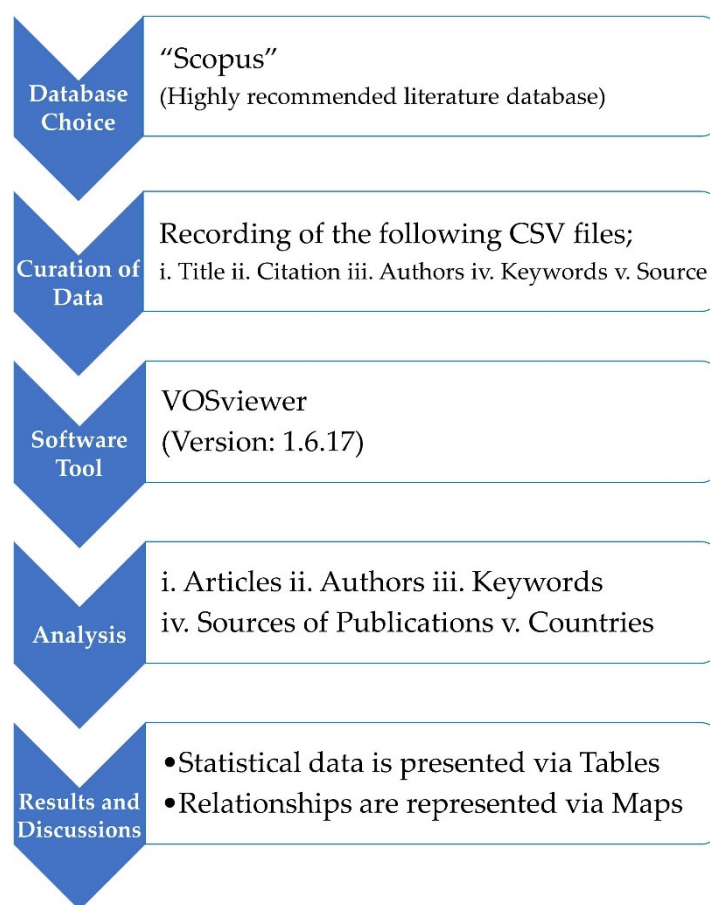 Database
Choice
“Scopus”
(Highly recommended literature database)
Curation of
Data
Recording of the following CSV files;
i. Title ii. Citation iii. Authors iv. Keywords v. Source
Software
Tool
VOSviewer
(Version: 1.6.17)
Analysis
i. Articles ii. Authors iii. Keywords
iv. Sources of Publications v. Countries
Results and
Discussions
•Statistical data is presented via Tables
•Relationships are represented via Maps